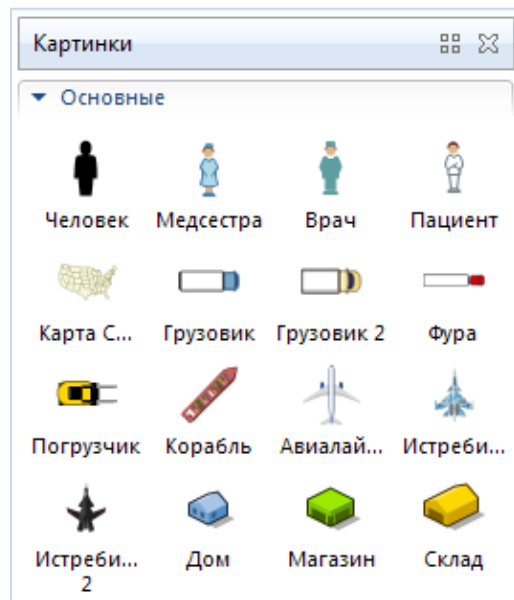 Картинки
Основные
Человек Медсестра Врач Пациент
Карта С... Грузовик Грузовик 2 Фура
Погрузчик Корабль Авиалай... Истреби...
Истреби... Дом Магазин Склад
2